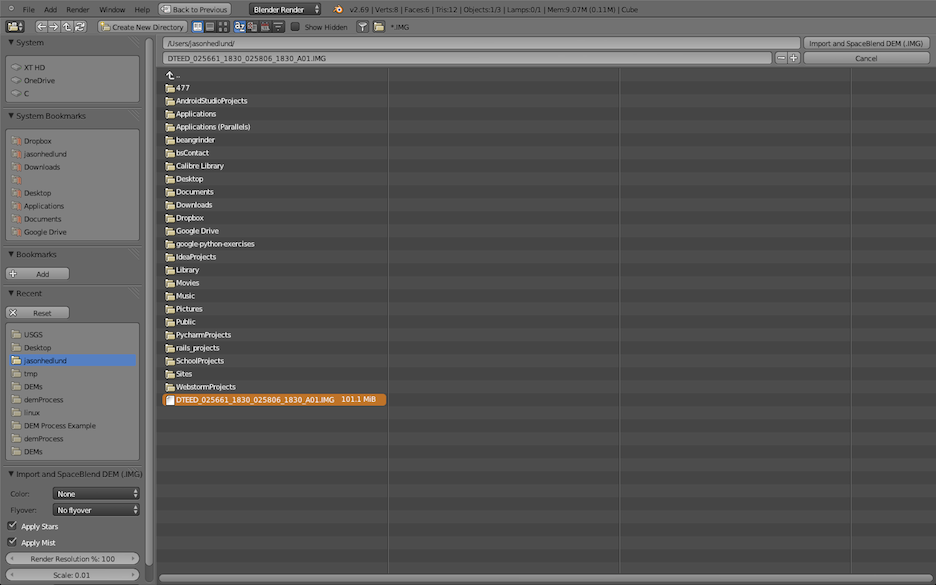 File Add Render Window Help Back to Previous Blender Render v2.69 | Verts:8 | Faces:6 | Tris:12 | Objects:1/3 | Lamps:0/1 | Mem:9.07M (0.11M) | Cube
Create New Directory Show Hidden *.IMG
System
XT HD
OneDrive
C
System Bookmarks
Dropbox
jasonhedlund
Downloads
Desktop
Applications
Documents
Google Drive
Bookmarks
Add
Recent
Reset
USGS
Desktop
jasonhedlund
tmp
DEMs
demProcess
linux
DEM Process Example
demProcess
DEMs
Import and SpaceBlend DEM (.IMG)
Color: None
Flyover: No flyover
Apply Stars
Apply Mist
Render Resolution %: 100
Scale: 0.01
/Users/jasonhedlund/ Import and SpaceBlend DEM (.IMG)
DTEED_025661_1830_025806_1830_A01.IMG Cancel
..
477
AndroidStudioProjects
Applications
Applications (Parallels)
beangrinder
bsContact
Calibre Library
Desktop
Documents
Downloads
Dropbox
Google Drive
google-python-exercises
IdeaProjects
Library
Movies
Music
Pictures
Public
PycharmProjects
rails_projects
SchoolProjects
Sites
WebstormProjects
DTEED_025661_1830_025806_1830_A01.IMG 101.1 MiB